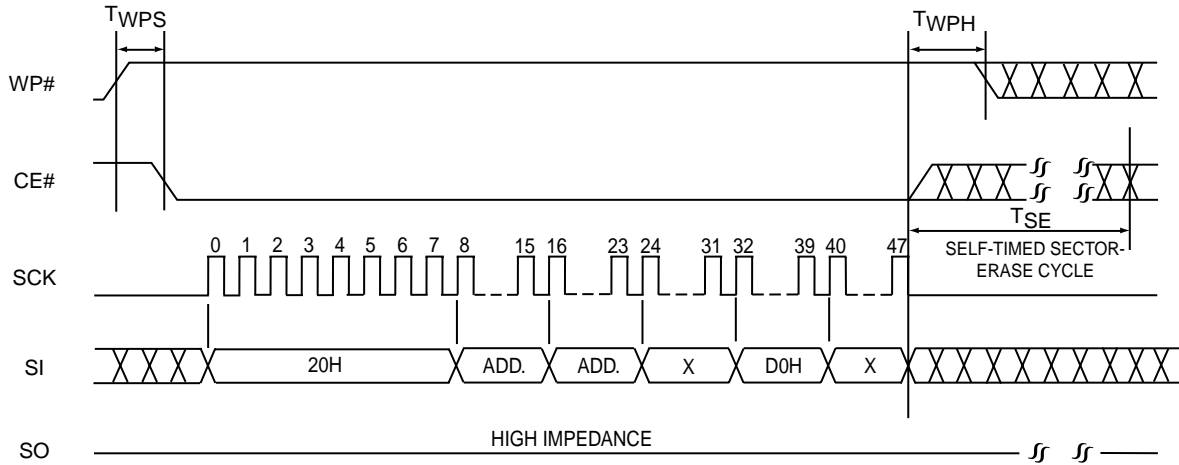 TWPS
TWPH
WP#
CE#
TSE
0 1 2 3 4 5 6 7 8 15 16 23 24 31 32 39 40 47
SELF-TIMED SECTOR-
ERASE CYCLE
SCK
SI
20H ADD. ADD. X D0H X
HIGH IMPEDANCE
SO